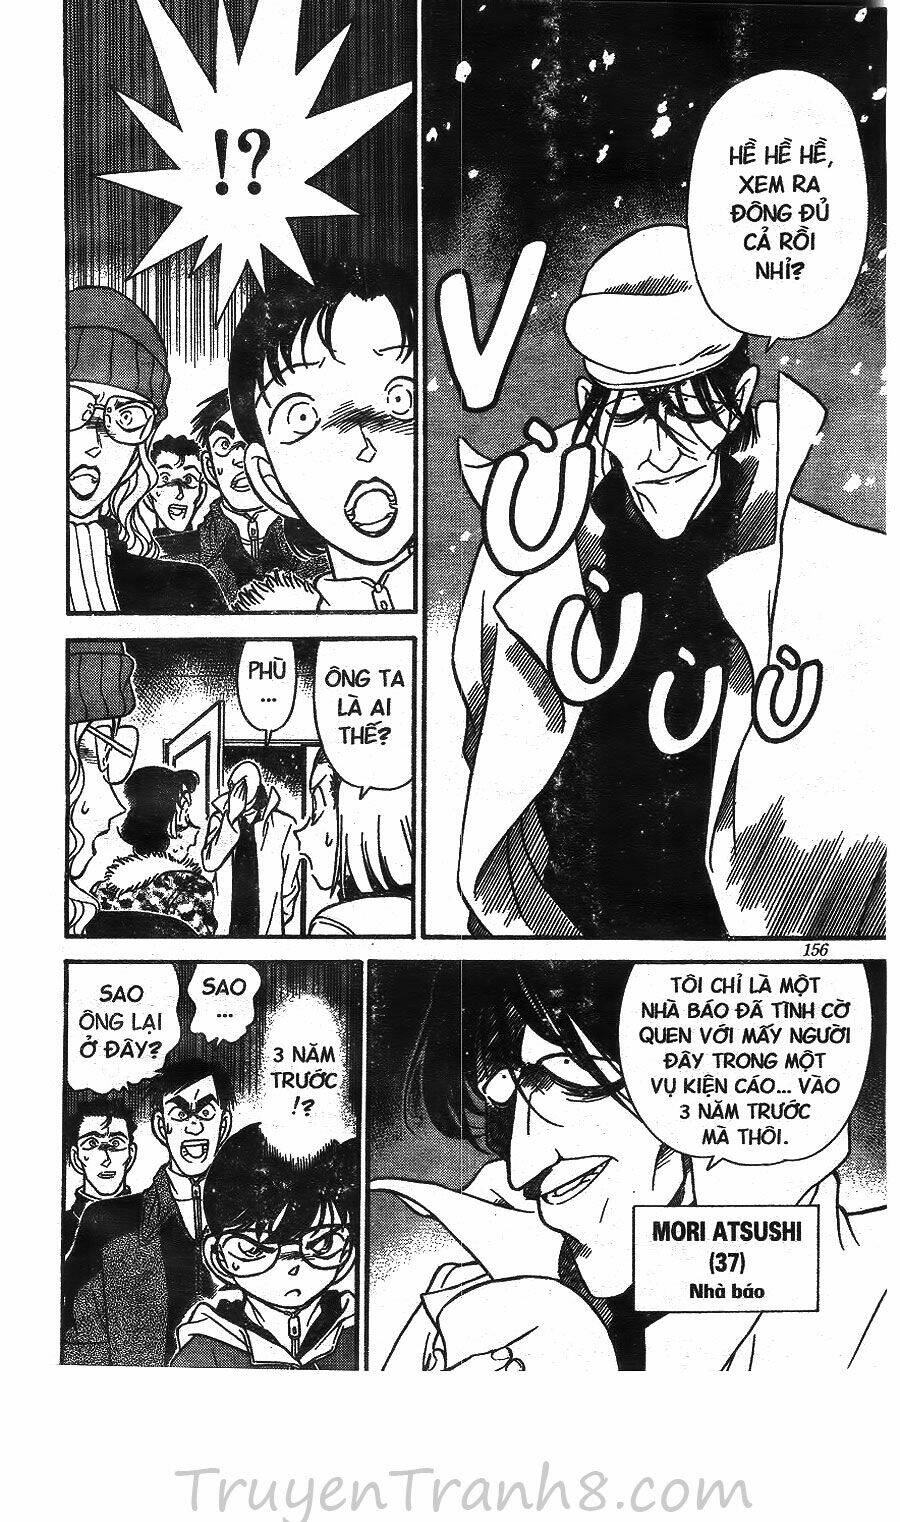 HỀ HỀ HỀ,
XEM RA
ĐÔNG ĐỦ
CẢ RỒI
NHỈ?
VÙ
Ù
Ù
Ù
!?
ÔNG TA
LÀ AI
THẾ?
PHÙ
...
156
TÔI CHỈ LÀ MỘT
NHÀ BÁO ĐÃ TÌNH CỜ
QUEN VỚI MẤY NGƯỜI
ĐÂY TRONG MỘT
VỤ KIỆN CÁO... VÀO
3 NĂM TRƯỚC
MÀ THÔI.
MORI ATSUSHI
(37)
Nhà báo
3 NĂM
TRƯỚC
!?
SAO
...
SAO
ÔNG LẠI
Ở ĐÂY?
TruyenTranh8.com